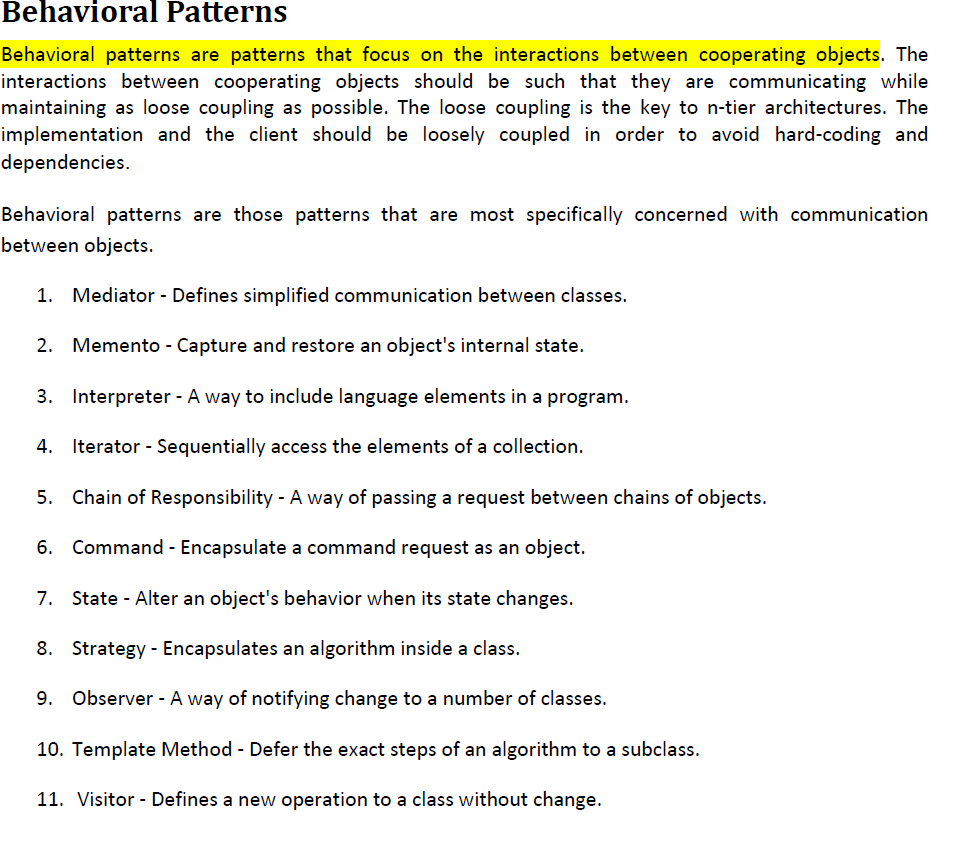 Behavioral Patterns
Behavioral patterns are patterns that focus on the interactions between cooperating objects. The
interactions between cooperating objects should be such that they are communicating while
maintaining as loose coupling as possible. The loose coupling is the key to n-tier architectures. The
implementation and the client should be loosely coupled in order to avoid hard-coding and
dependencies.
Behavioral patterns are those patterns that are most specifically concerned with communication
between objects.
1. Mediator - Defines simplified communication between classes.
2. Memento - Capture and restore an object's internal state.
3. Interpreter - A way to include language elements in a program.
4. Iterator - Sequentially access the elements of a collection.
5. Chain of Responsibility - A way of passing a request between chains of objects.
6. Command - Encapsulate a command request as an object.
7. State - Alter an object's behavior when its state changes.
8. Strategy - Encapsulates an algorithm inside a class.
9. Observer - A way of notifying change to a number of classes.
10. Template Method - Defer the exact steps of an algorithm to a subclass.
11. Visitor - Defines a new operation to a class without change.